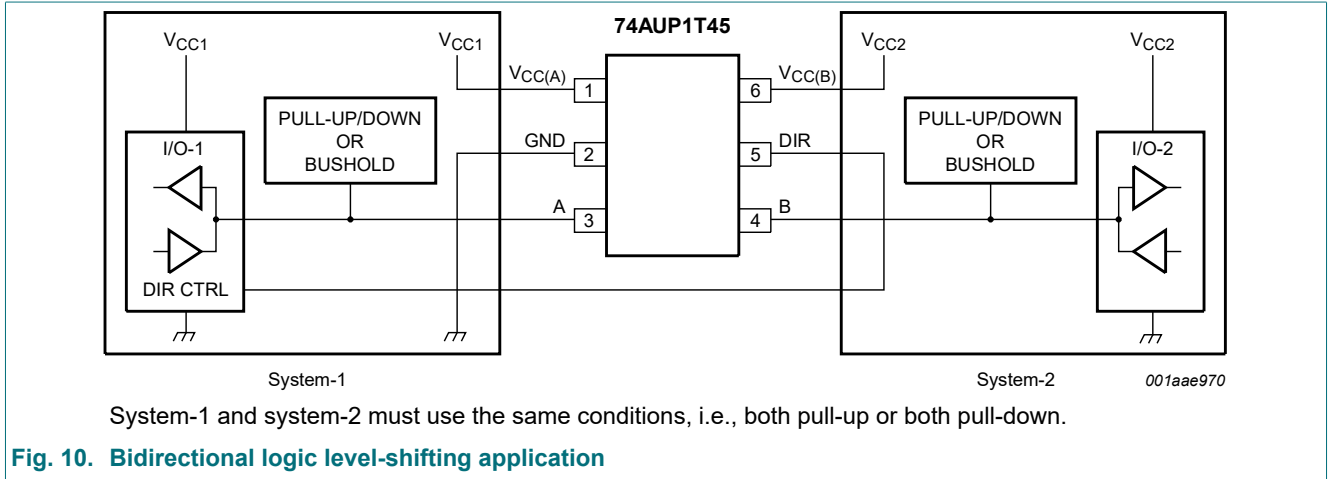 74AUP1T45
VCC1
VCC1
VCC2
VCC2
VCC(A)
1
6
VCC(B)
PULL-UP/DOWN
OR
BUSHOLD
PULL-UP/DOWN
OR
BUSHOLD
I/O-1
GND
2
5
DIR
I/O-2
A
3
4
B
DIR CTRL
System-1
System-2
001aae970
System-1 and system-2 must use the same conditions, i.e., both pull-up or both pull-down.
Fig. 10. Bidirectional logic level-shifting application